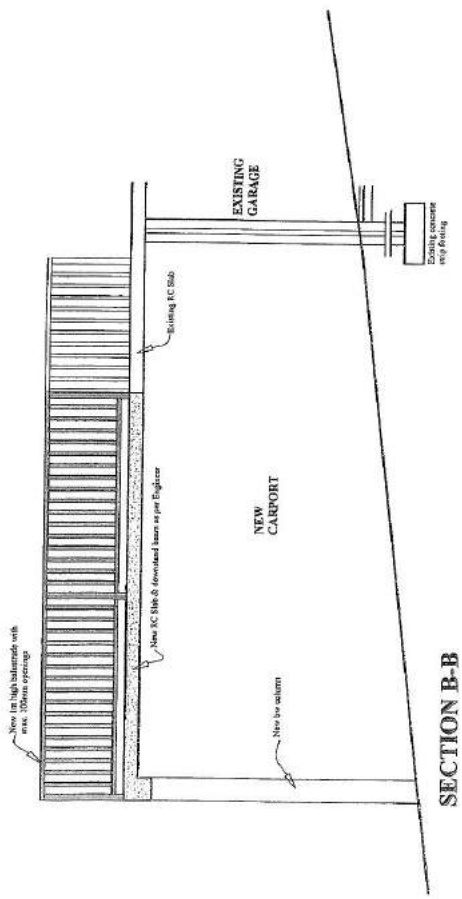 New 1m high balustrade with
max. 100mm openings
New RC Slab & downstand beam as per Engineer
Existing RC Slab
EXISTING
GARAGE
NEW
CARPORT
New bw column
Existing concrete
strip footing
SECTION B-B